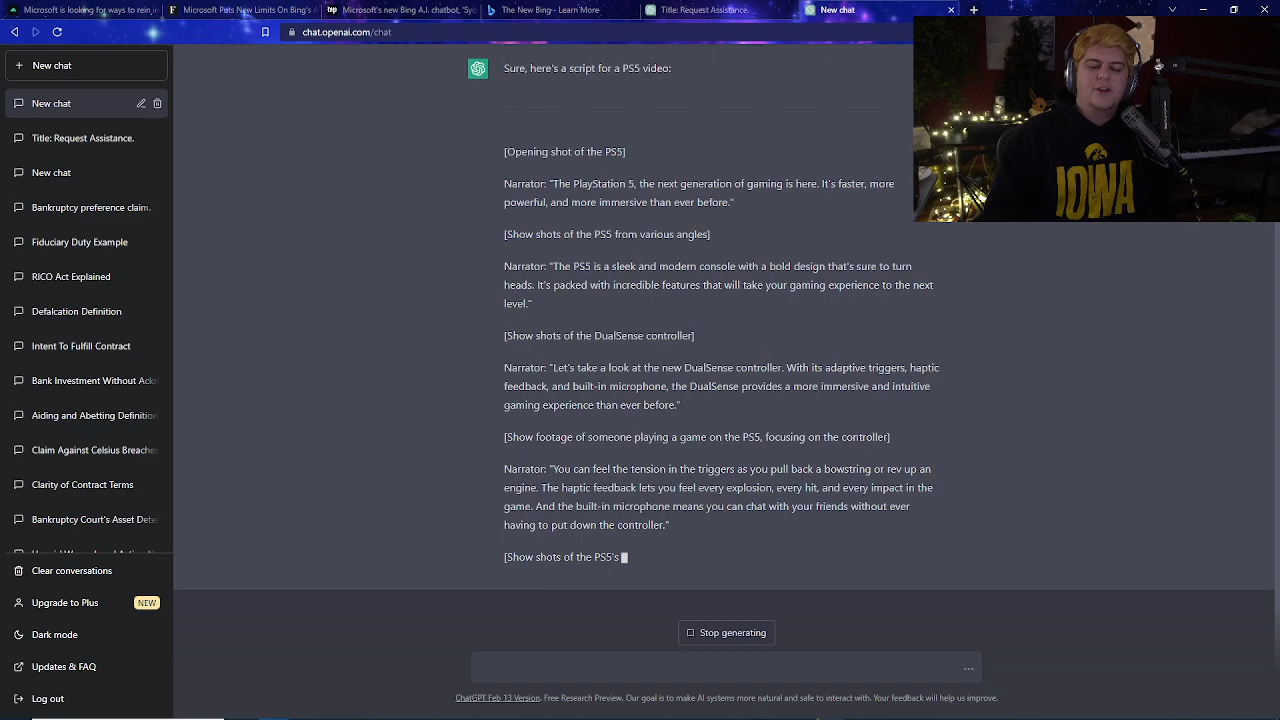 Microsoft is looking for ways to rein in
Microsoft Puts New Limits On Bing's
Microsoft's new Bing A.I. chatbot, 'Syd
The New Bing - Learn More
Title: Request Assistance.
New chat
chat.openai.com/chat
New chat
New chat
Title: Request Assistance.
New chat
Bankruptcy preference claim.
Fiduciary Duty Example
RICO Act Explained
Defalcation Example
Intent To Fulfill Contract
Bank Investment Without Ackn
Aiding and Abetting Definition
Claim Against Celsius Breaches
Clarity of Contract Terms
Banker Good's Asset Dete
Clear conversations
Upgrade to Plus
NEW
Dark mode
Updates & FAQ
Log out
Sure, here's a script for a PS5 video:
[Opening shot of the PS5]
Narrator: "The PlayStation 5, the next generation of gaming is here. It's faster, more
powerful, and more immersive than ever before."
[Show shots of the PS5 from various angles]
Narrator: "The PS5 is a sleek and modern console with a bold design that's sure to turn
heads. It's packed with incredible features that will take your gaming experience to the next
level."
[Show shots of the DualSense controller]
Narrator: "Let's take a look at the new DualSense controller. With its adaptive triggers, haptic
feedback, and built-in microphone, the DualSense provides a more immersive and intuitive
gaming experience than ever before."
[Show footage of someone playing a game on the PS5, focusing on the controller]
Narrator: "You can feel the tension in the triggers as you pull back a bowstring or rev up an
engine. The haptic feedback lets you feel every explosion, every hit, and every impact in the
game. And the built-in microphone means you can chat with your friends without ever
having to put down the controller."
[Show shots of the PS5's
Stop generating
ChatGPT Feb 13 Version. Free Research Preview. Our goal is to make AI systems more natural and safe to interact with. Your feedback will help us improve.
IOWA